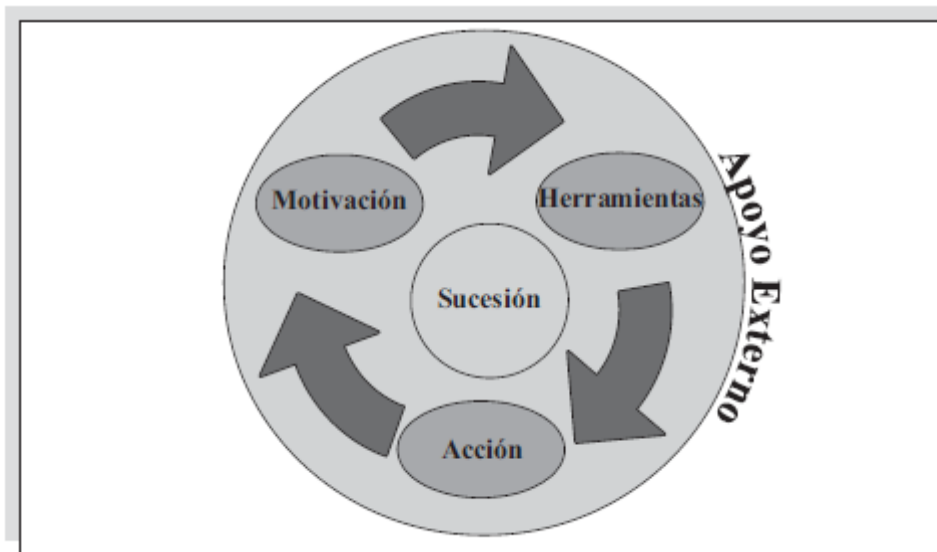 Motivación
Herramientas
Sucesión
Acción
Apoyo Externo